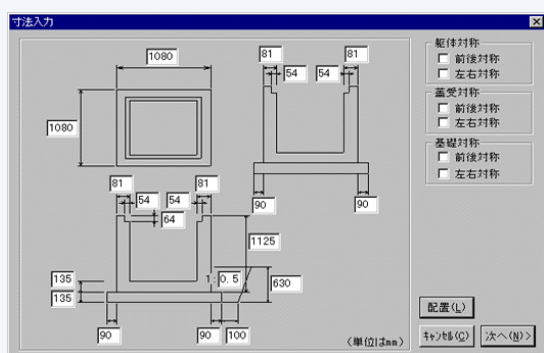 寸法入力
1080
1080
81
81
54
54
90
90
81
81
54
54
64
1125
135
135
1:0.5
630
90
90
100
(単位はmm)
躯体対称
前後対称
左右対称
蓋受対称
前後対称
左右対称
基礎対称
前後対称
左右対称
配置(L)
キャンセル(C)
次へ(N)>